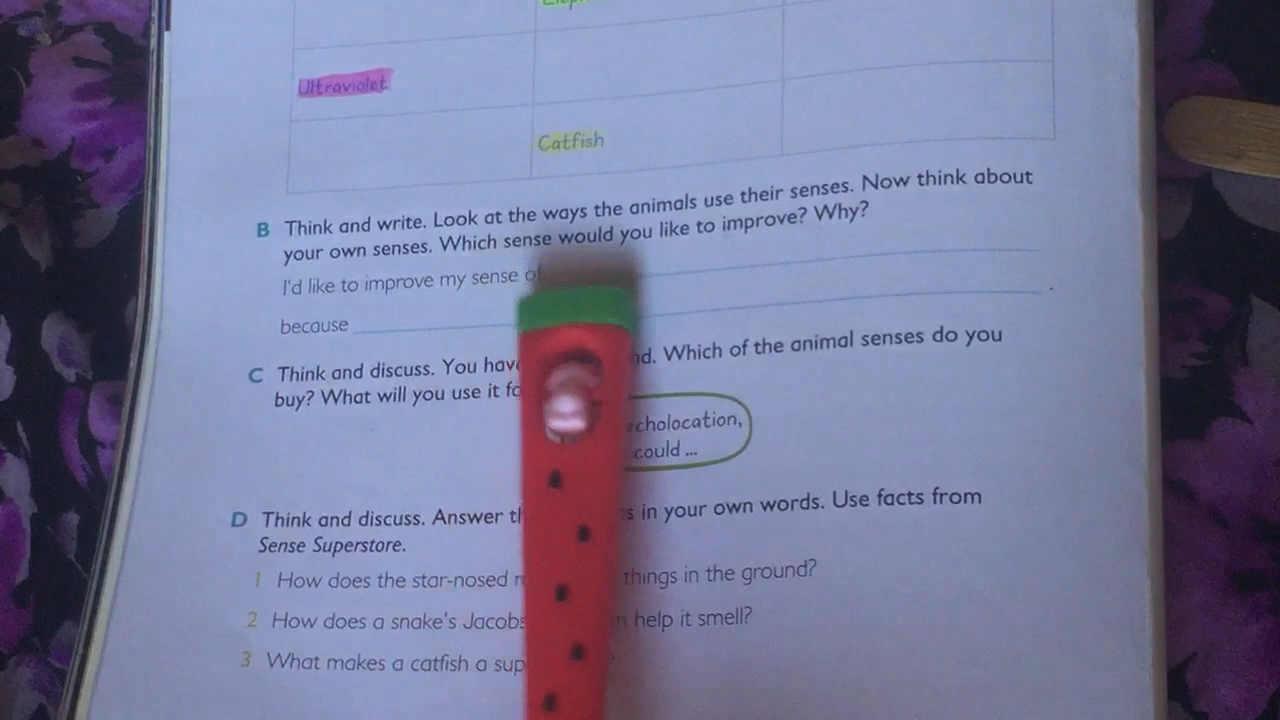 Ultraviolet
Catfish
B Think and write. Look at the ways the animals use their senses. Now think about
your own senses. Which sense would you like to improve? Why?
I'd like to improve my sense
because
C Think and discuss. You Which of the animal senses do you
buy? What will you use it
could ...
D Think and discuss. Answer in your own words. Use facts from
Sense Superstore.
1 How does the star-nosed things in the ground?
2 How does a snake's help it smell?
3 What makes a catfish a